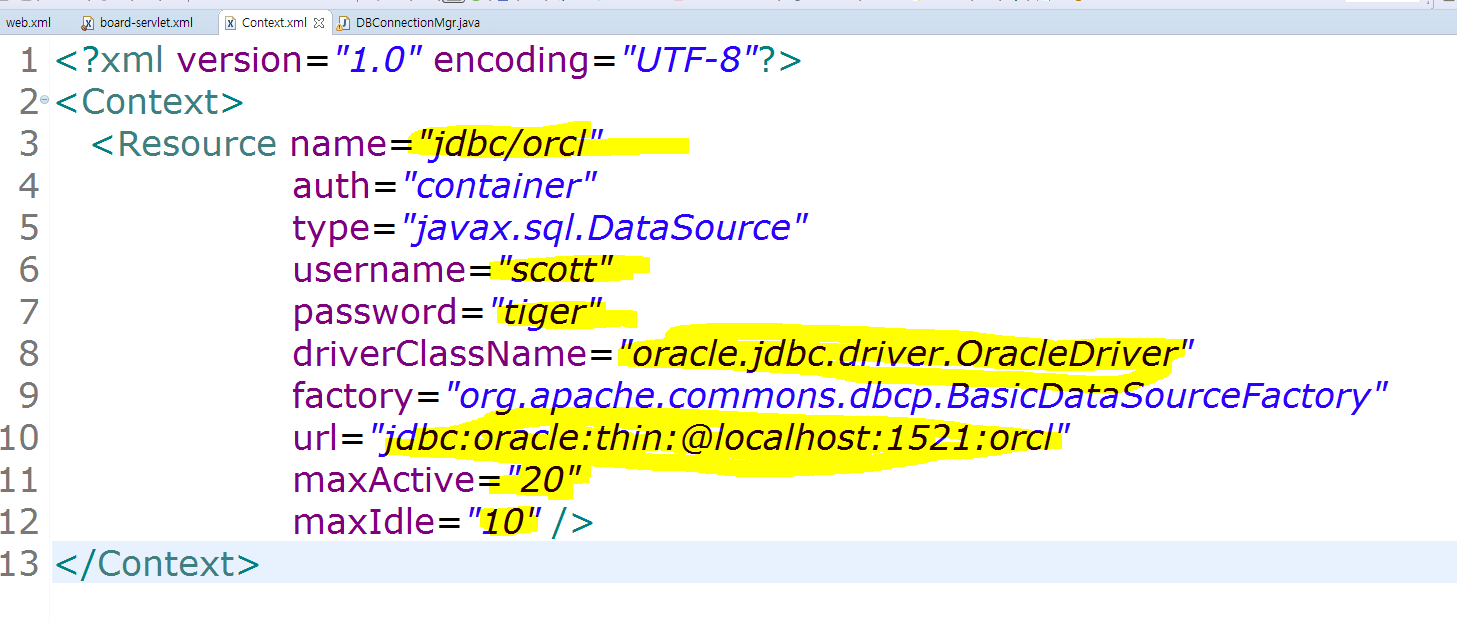 web.xml board-servlet.xml Context.xml DBConnectionMgr.java
1 <?xml version="1.0" encoding="UTF-8"?>
2 <Context>
3 <Resource name="jdbc/orcl"
4 auth="container"
5 type="javax.sql.DataSource"
6 username="scott"
7 password="tiger"
8 driverClassName="oracle.jdbc.driver.OracleDriver"
9 factory="org.apache.commons.dbcp.BasicDataSourceFactory"
10 url="jdbc:oracle:thin:@localhost:1521:orcl"
11 maxActive="20"
12 maxIdle="10" />
13 </Context>